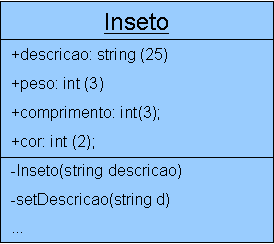 Inseto
+descricao: string (25)
+peso: int (3)
+comprimento: int(3);
+cor: int (2);
-Inseto(string descricao)
-setDescricao(string d)
...